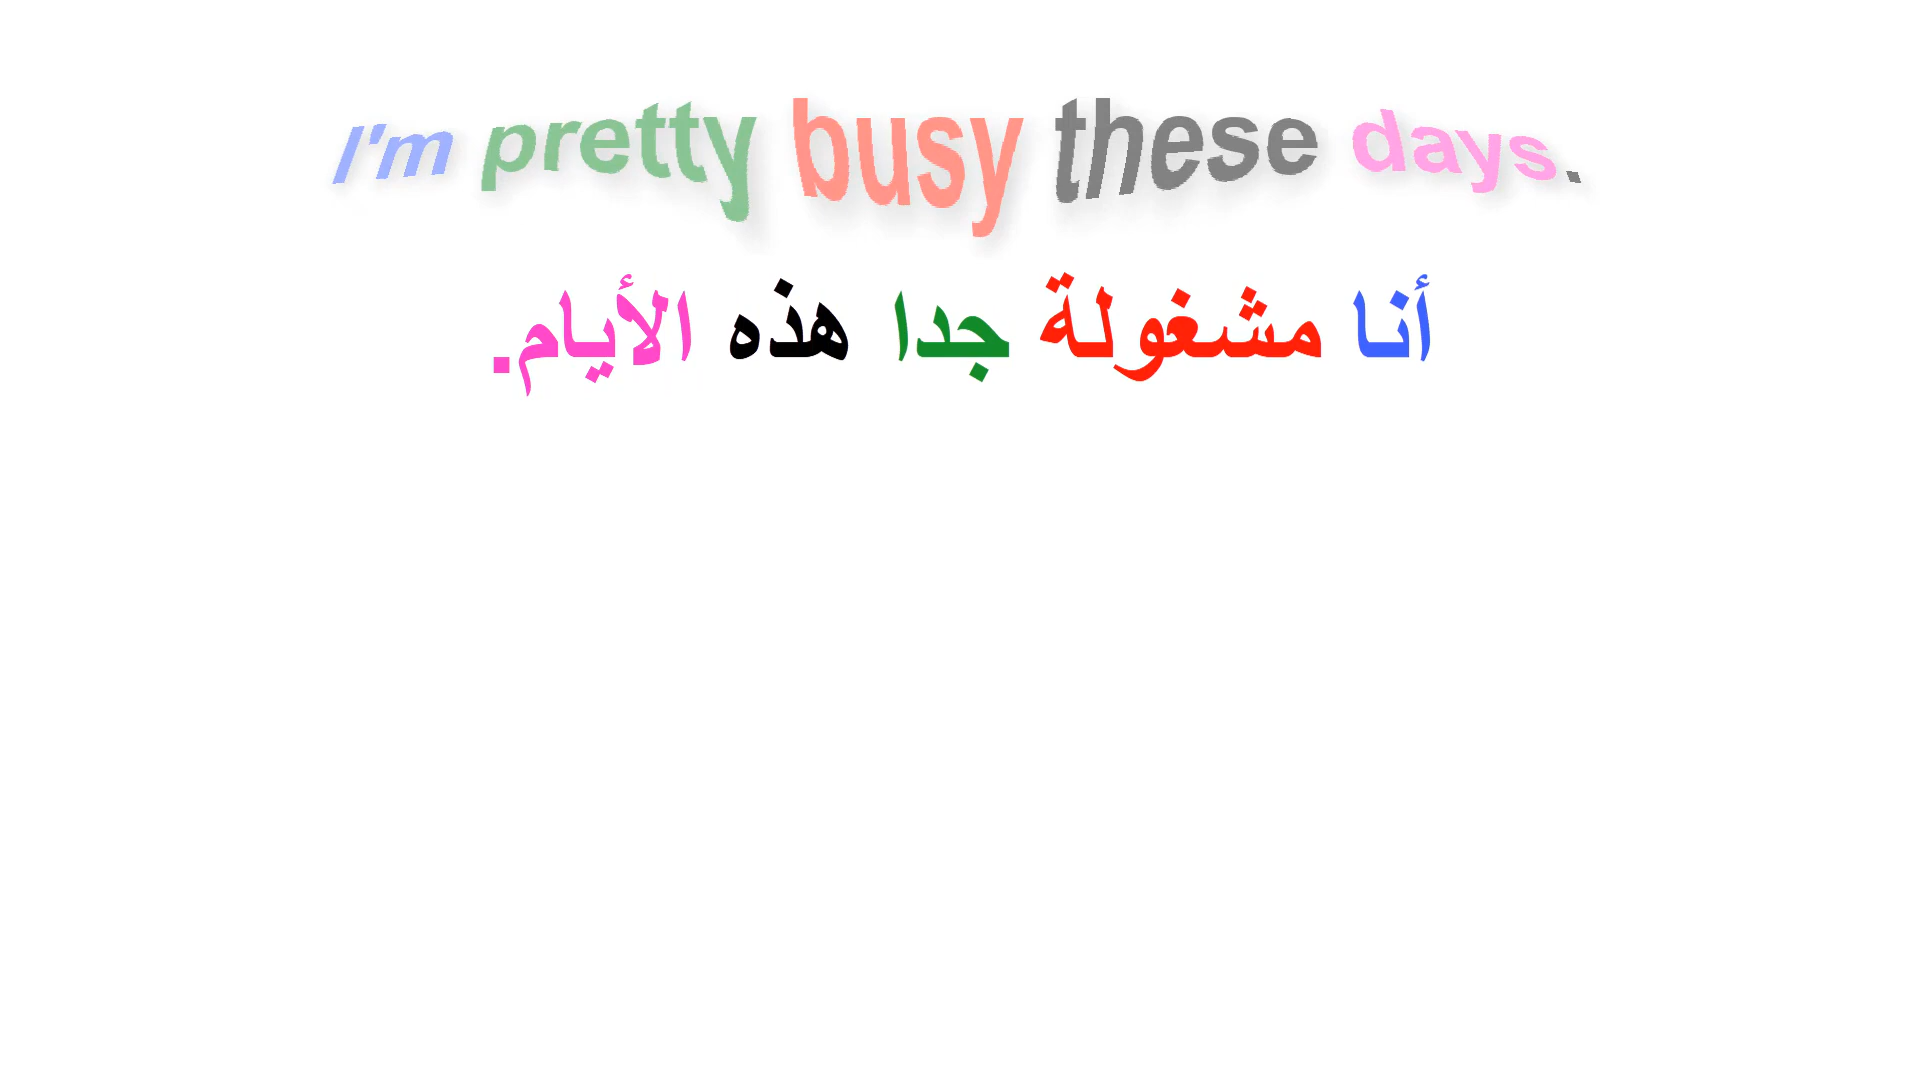 I'm pretty busy these days.
أنا مشغولة جدا هذه الأيام.